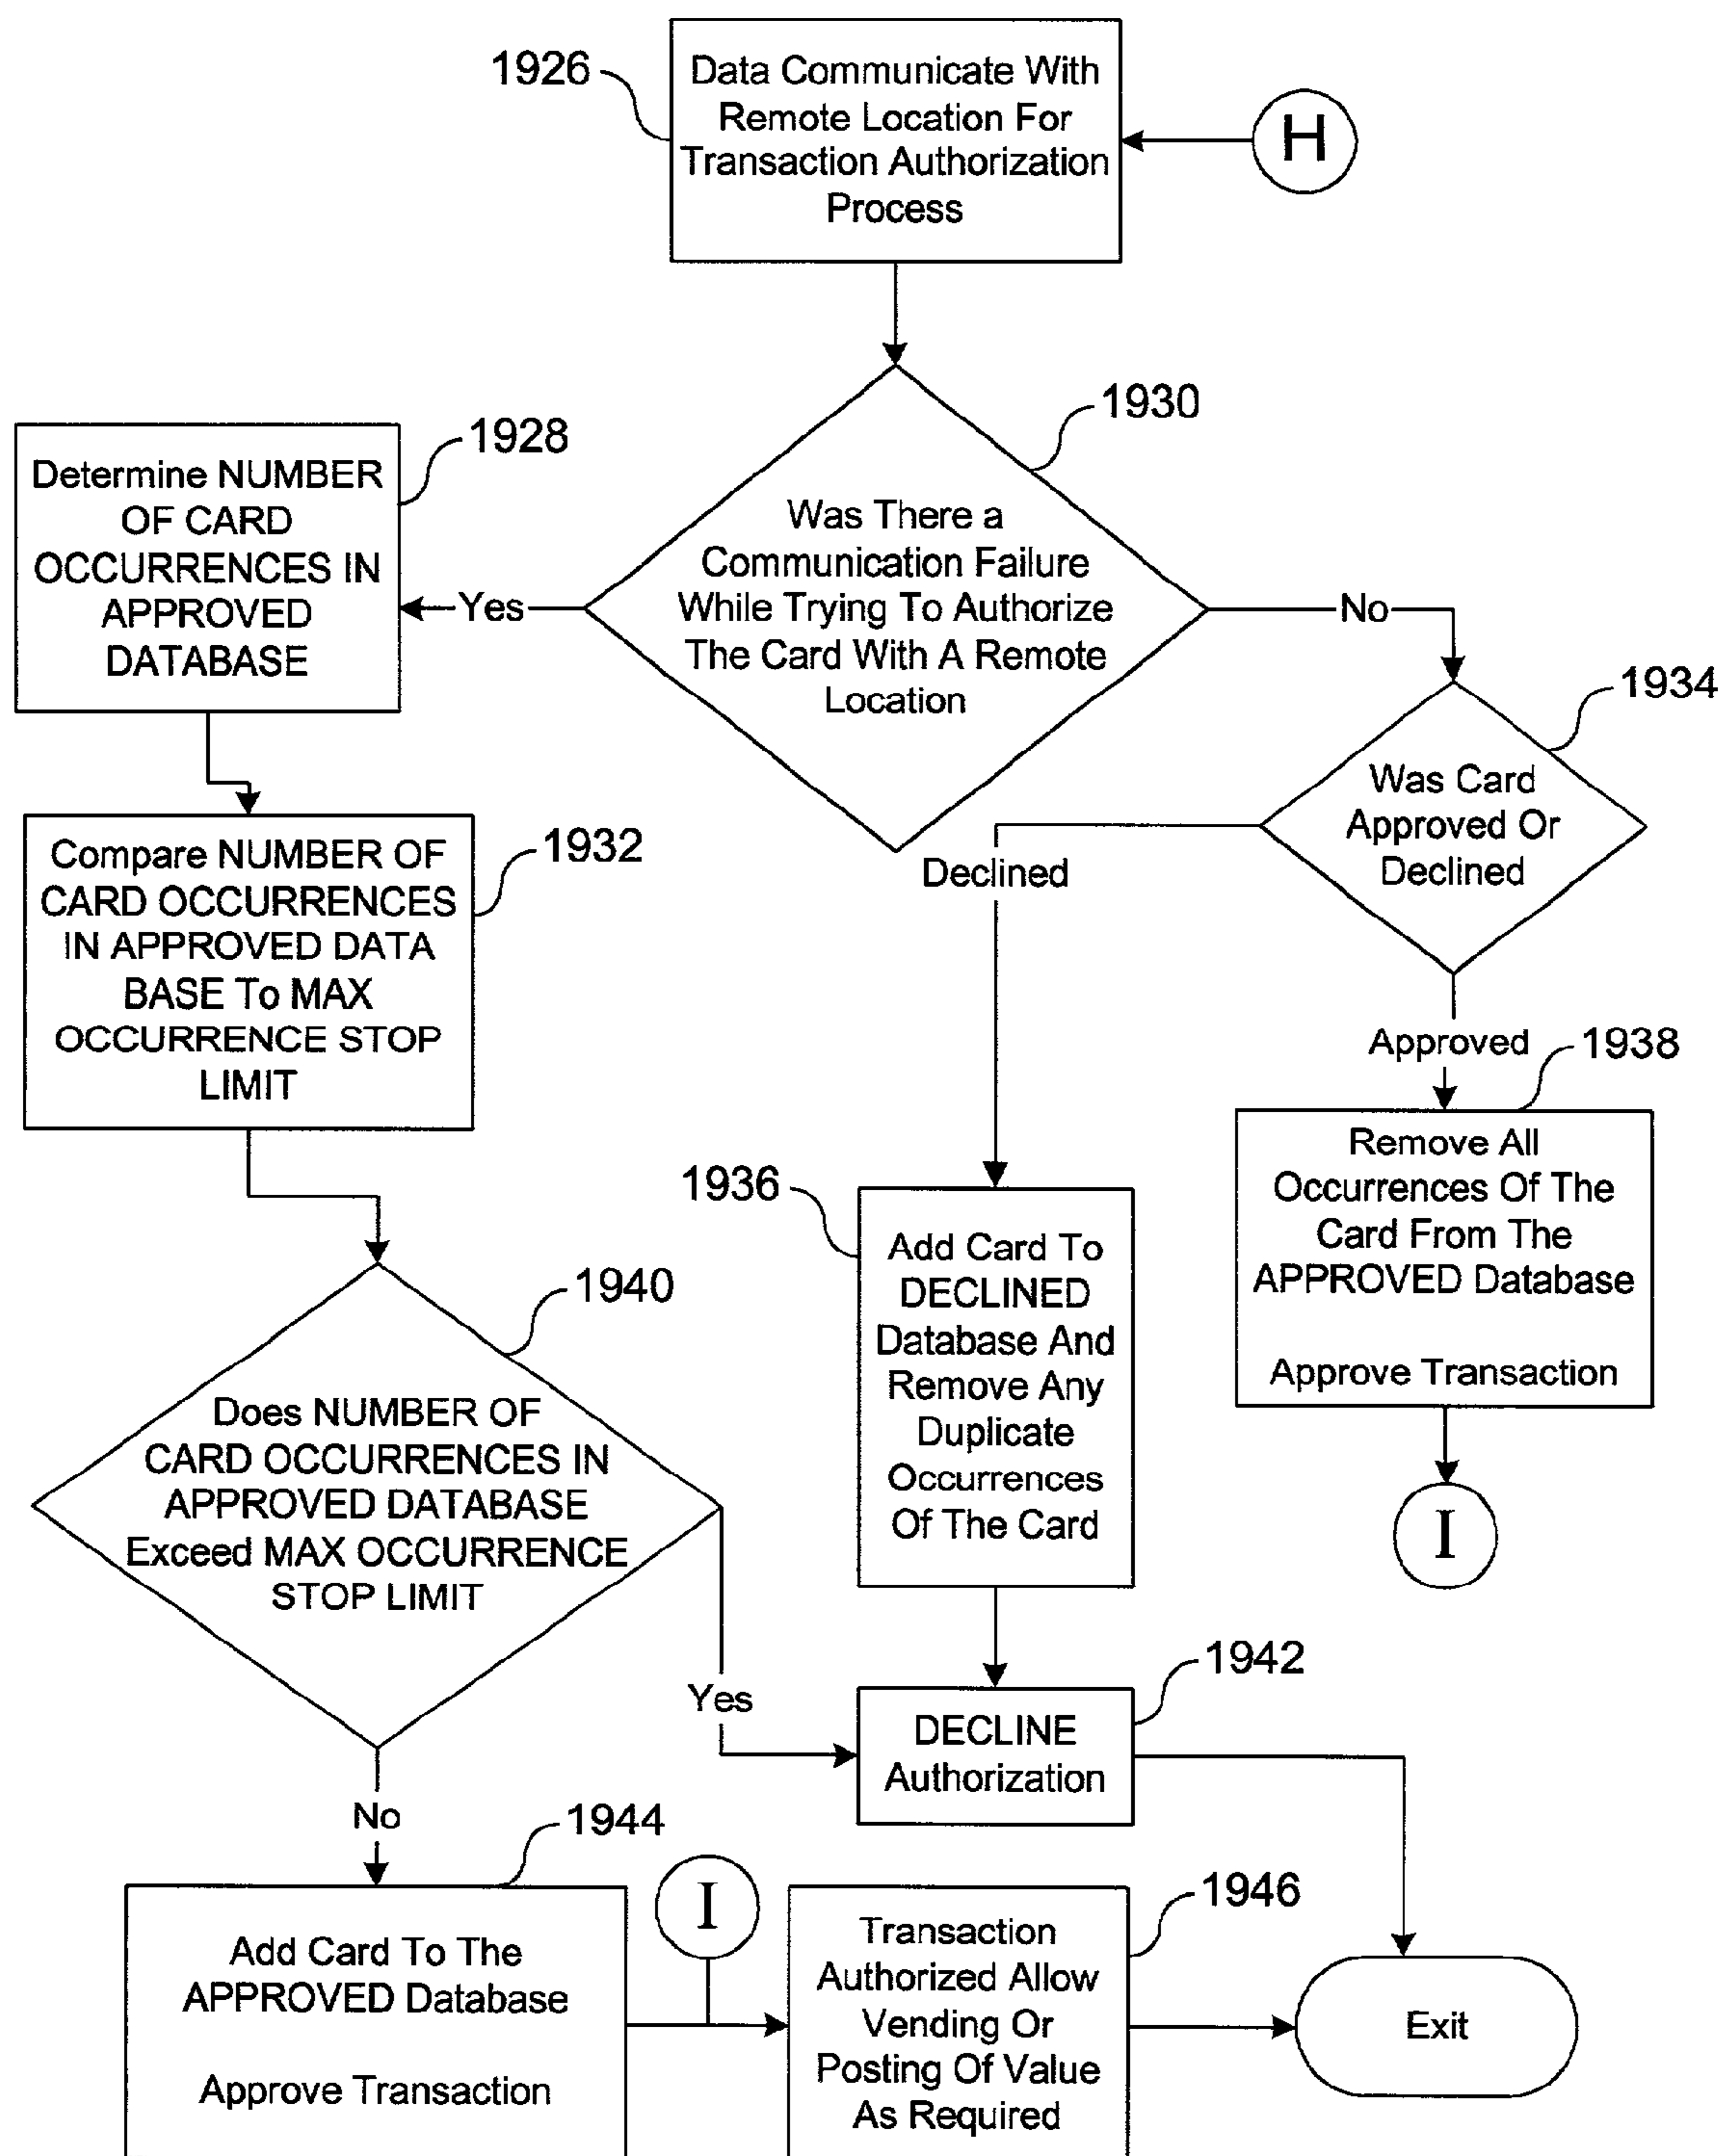 1926
Data Communicate With
Remote Location For
Transaction Authorization
Process
H
1930
Was There a
Communication Failure
While Trying To Authorize
The Card With A Remote
Location
Yes
No
1928
Determine NUMBER
OF CARD
OCCURRENCES IN
APPROVED
DATABASE
1934
Was Card
Approved Or
Declined
Declined
Approved
1932
Compare NUMBER OF
CARD OCCURRENCES
IN APPROVED DATA
BASE To MAX
OCCURRENCE STOP
LIMIT
1938
Remove All
Occurrences Of The
Card From The
APPROVED Database
Approve Transaction
I
1936
Add Card To
DECLINED
Database And
Remove Any
Duplicate
Occurrences
Of The Card
1940
Does NUMBER OF
CARD OCCURRENCES IN
APPROVED DATABASE
Exceed MAX OCCURRENCE
STOP LIMIT
Yes
No
1942
DECLINE
Authorization
1944
Add Card To The
APPROVED Database
Approve Transaction
I
1946
Transaction
Authorized Allow
Vending Or
Posting Of Value
As Required
Exit